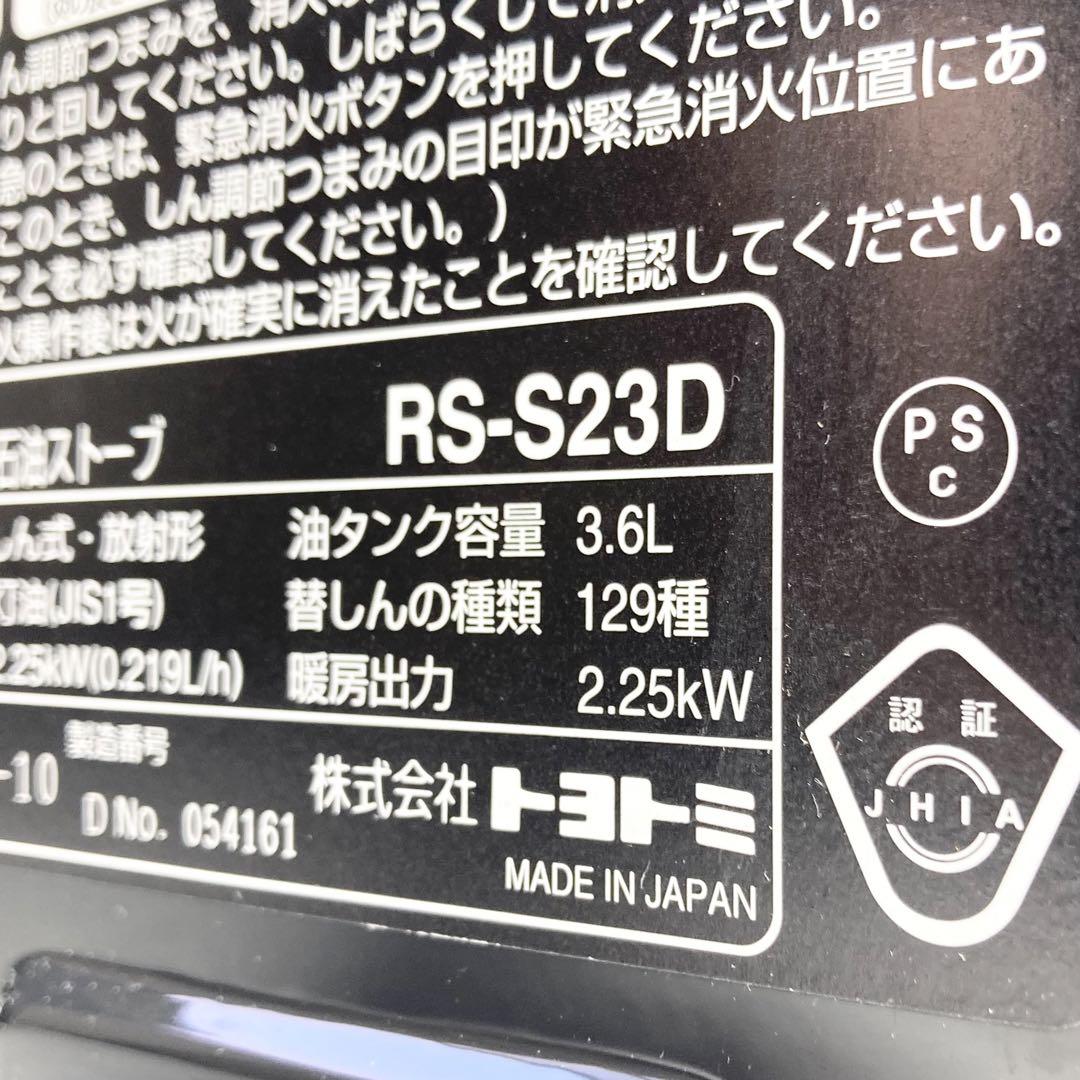 ん調節つまみを、消火の
りと回してください。しばらくして消
急のときは、緊急消火ボタンを押してください。
このとき、しん調節つまみの目印が緊急消火位置にあ
ことを必ず確認してください。)
火操作後は火が確実に消えたことを確認してください。
石油ストーブ RS-S23D
しん式・放射形 油タンク容量 3.6L
灯油(JIS1号) 替しんの種類 129種
2.25kW(0.219L/h) 暖房出力 2.25kW
製造番号
-10 D No. 054161
株式会社トヨトミ
MADE IN JAPAN
PS
C
認証
JHIA